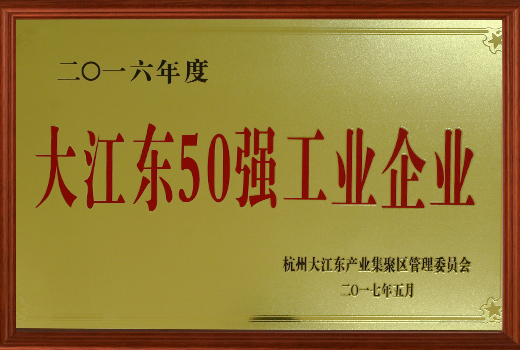 二〇一六年度
大江东50强工业企业
杭州大江东产业集聚区管理委员会
二〇一七年五月